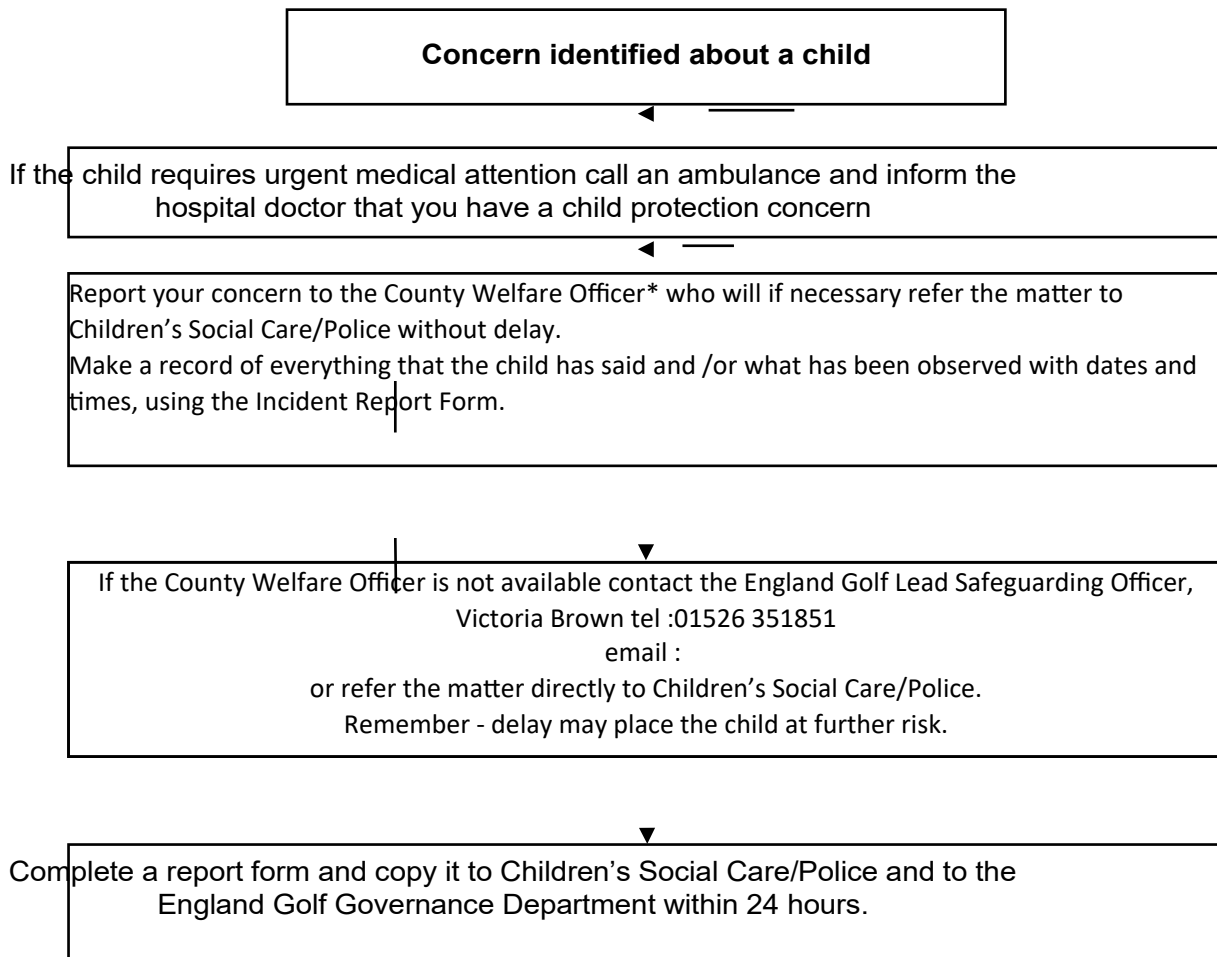 Concern identified about a child
If the child requires urgent medical attention call an ambulance and inform the
hospital doctor that you have a child protection concern
Report your concern to the County Welfare Officer* who will if necessary refer the matter to
Children’s Social Care/Police without delay.
Make a record of everything that the child has said and /or what has been observed with dates and
times, using the Incident Report Form.
If the County Welfare Officer is not available contact the England Golf Lead Safeguarding Officer,
Victoria Brown tel :01526 351851
email :
or refer the matter directly to Children’s Social Care/Police.
Remember - delay may place the child at further risk.
Complete a report form and copy it to Children’s Social Care/Police and to the
England Golf Governance Department within 24 hours.